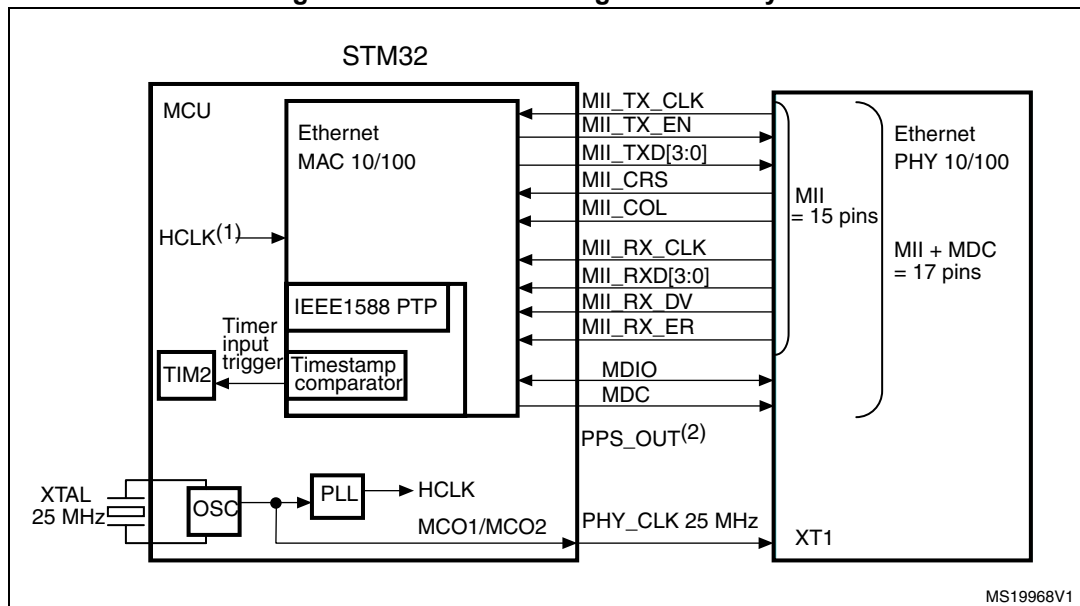 STM32
MCU
Ethernet
MAC 10/100
HCLK(1)
IEEE1588 PTP
Timer
input
trigger
Timestamp
comparator
TIM2
XTAL
25 MHz
OSC
PLL
HCLK
MCO1/MCO2
MII_TX_CLK
MII_TX_EN
MII_TXD[3:0]
MII_CRS
MII_COL
MII_RX_CLK
MII_RXD[3:0]
MII_RX_DV
MII_RX_ER
MDIO
MDC
PPS_OUT(2)
PHY_CLK 25 MHz
MII
= 15 pins
Ethernet
PHY 10/100
MII + MDC
= 17 pins
XT1
MS19968V1